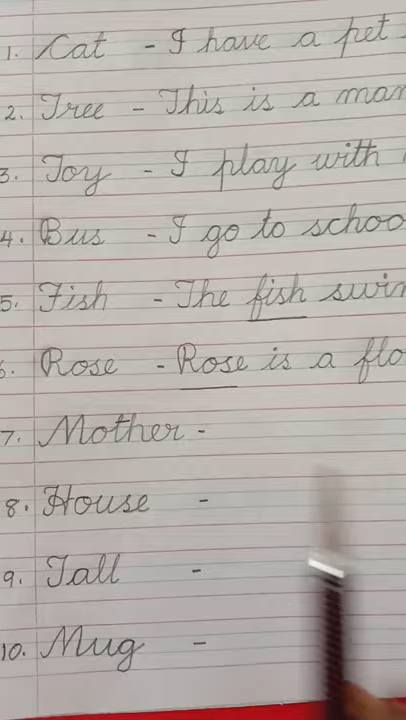 1. Cat - I have a pet
2. Tree - This is a
3. Toy - I play with
4. Bus - I go to
5. Fish - The fish
6. Rose - Rose is a
7. Mother -
8. House -
9. Tall -
10. Mug -